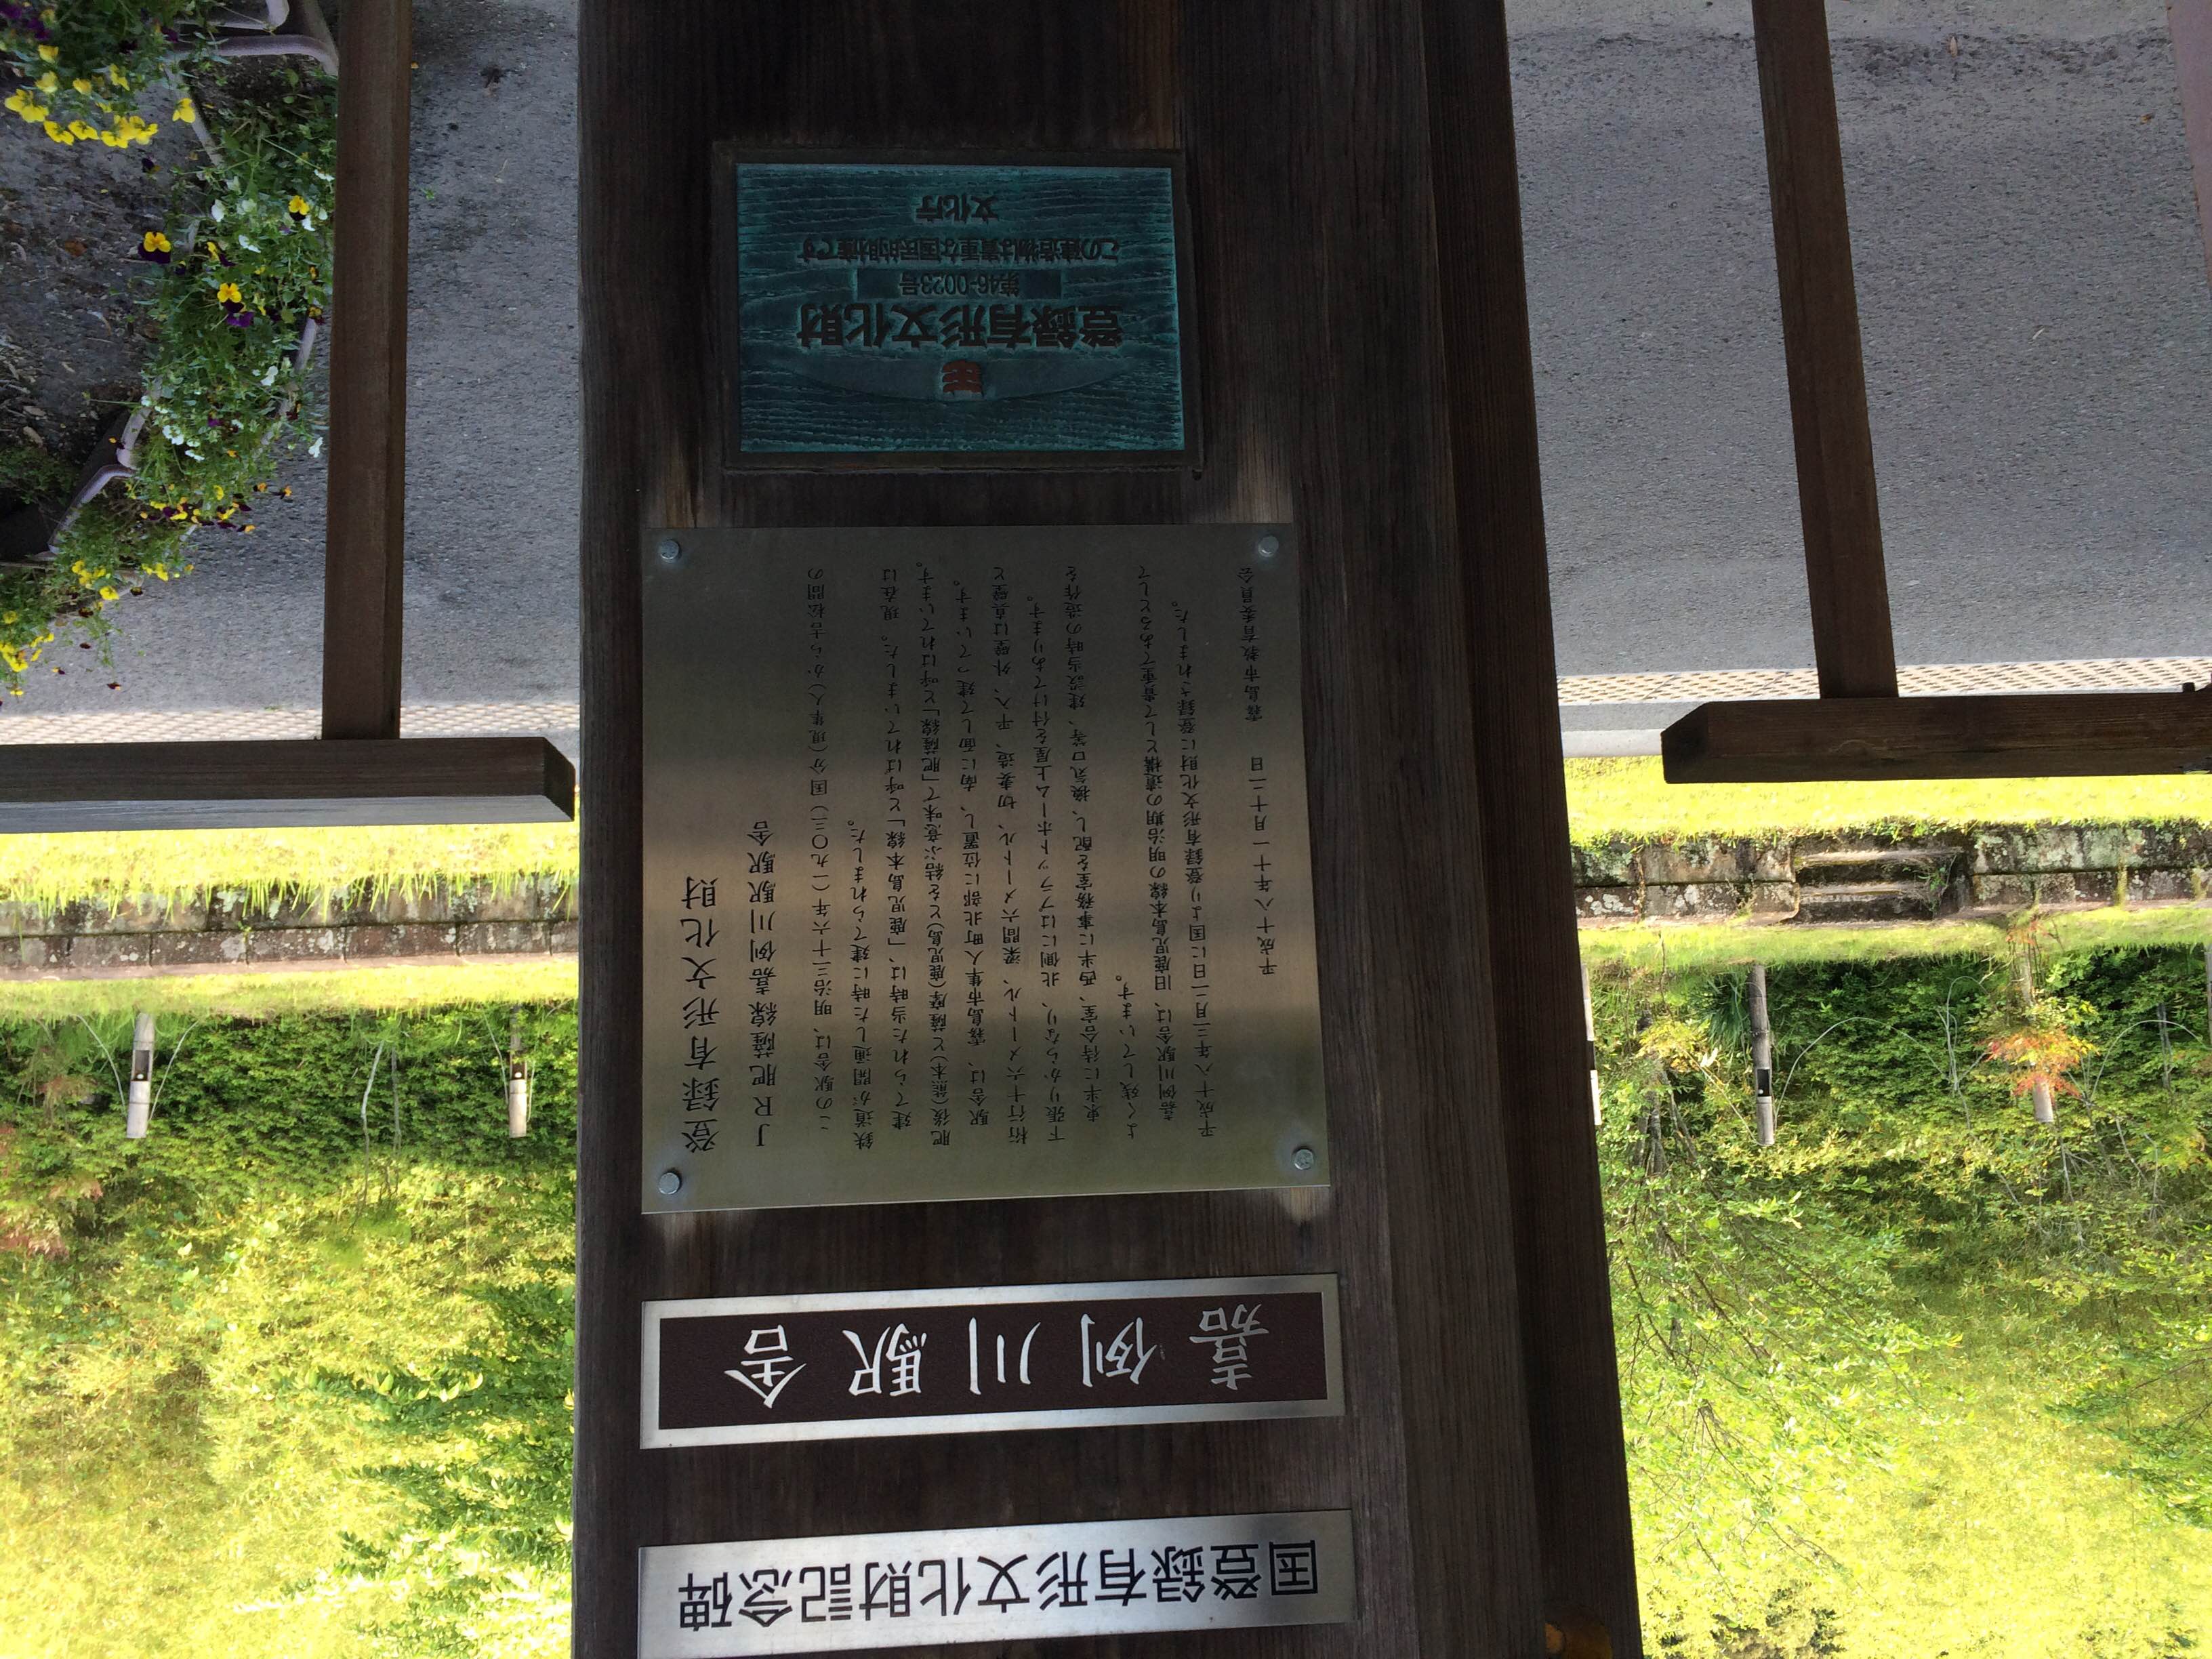 国登録有形文化財記念碑
嘉例川駅舎
登録有形文化財
JR肥薩線嘉例川駅駅舎
この駅舎は、明治三十六年(一九〇三)国分(現隼人)から吉松間の
鉄道が開通した時に建てられました。
建てられた当時は、「鹿児島本線」と呼ばれていました。現在は
肥後(熊本)と薩摩(鹿児島)とを結ぶ意味で「肥薩線」と呼ばれています。
駅舎は、霧島市隼人町北部に位置し、南に面して建っています。
桁行十六メートル、梁間六メートル、切妻造、平入、外壁は真壁と
下張りからなり、北側にはプラットホーム上屋を付けてあります。
東半に待合室、西半に事務室を配し、換気口等、建設当時の造作を
よく残しています。
嘉例川駅舎は、旧鹿児島本線の明治期の遺構として貴重であるとして
平成十八年三月二日に国より登録有形文化財に登録されました。
平成十八年十一月十二日 霧島市教育委員会
登録有形文化財
第46-0023号
この建造物は貴重な国民的財産です
文化庁